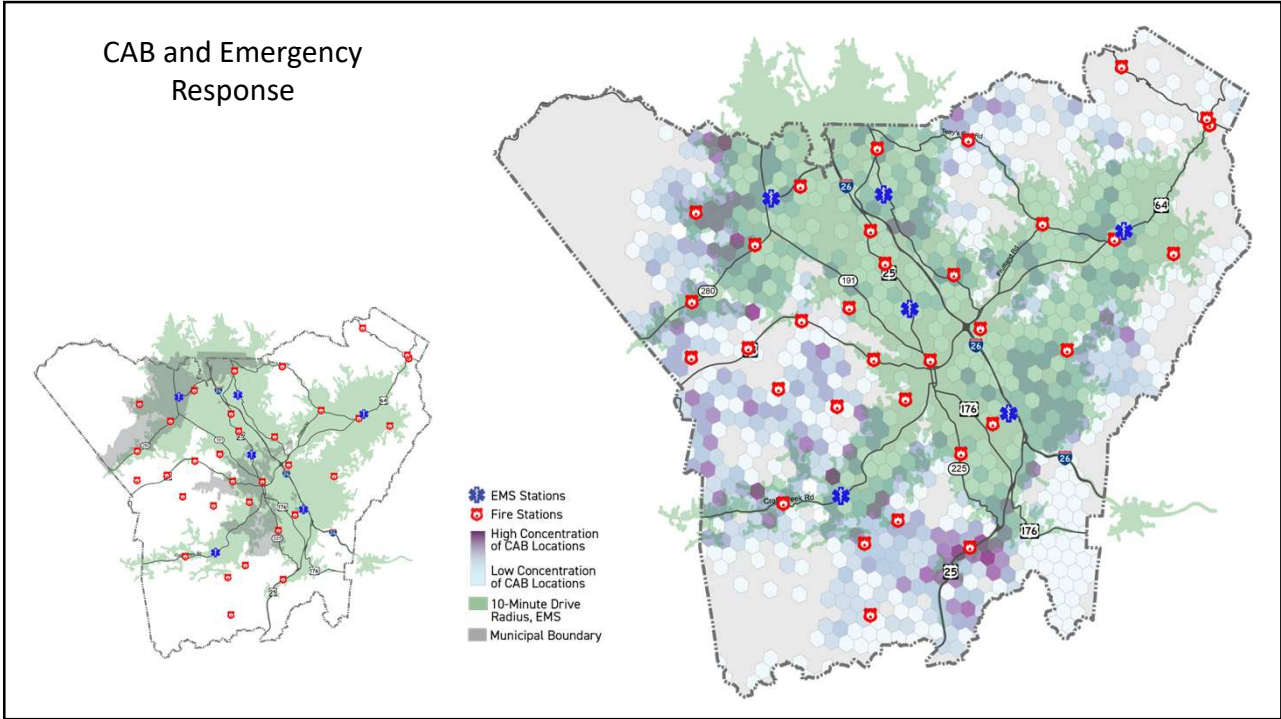 CAB and Emergency
Response
EMS Stations
Fire Stations
High Concentration
of CAB Locations
Low Concentration
of CAB Locations
10-Minute Drive
Radius, EMS
Municipal Boundary
26
64
25
191
280
26
176
225
26
176
25
176